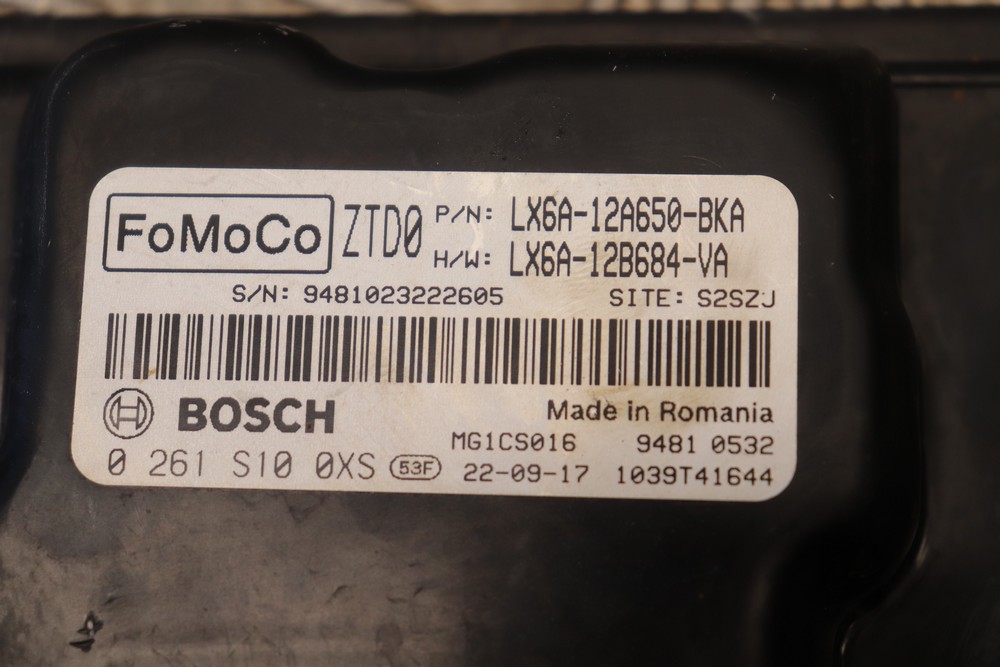 FoMoCo ZTD0 P/N: LX6A-12A650-BKA
H/W: LX6A-12B684-VA
S/N: 9481023222605 SITE: S2SZJ
BOSCH Made in Romania
MG1CS016 9481 0532
0 261 S10 0XS 53F 22-09-17 1039T41644